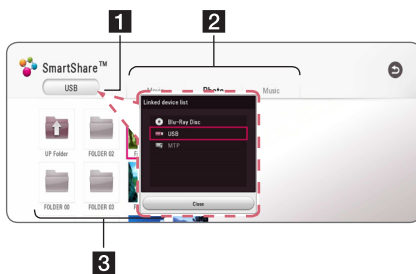 1
2
SmartShare™
USB
Photo
Music
Linked device list
Blu-Ray Disc
USB
MTP
Close
UP Folder
FOLDER 02
FOLDER 00
FOLDER 03
3